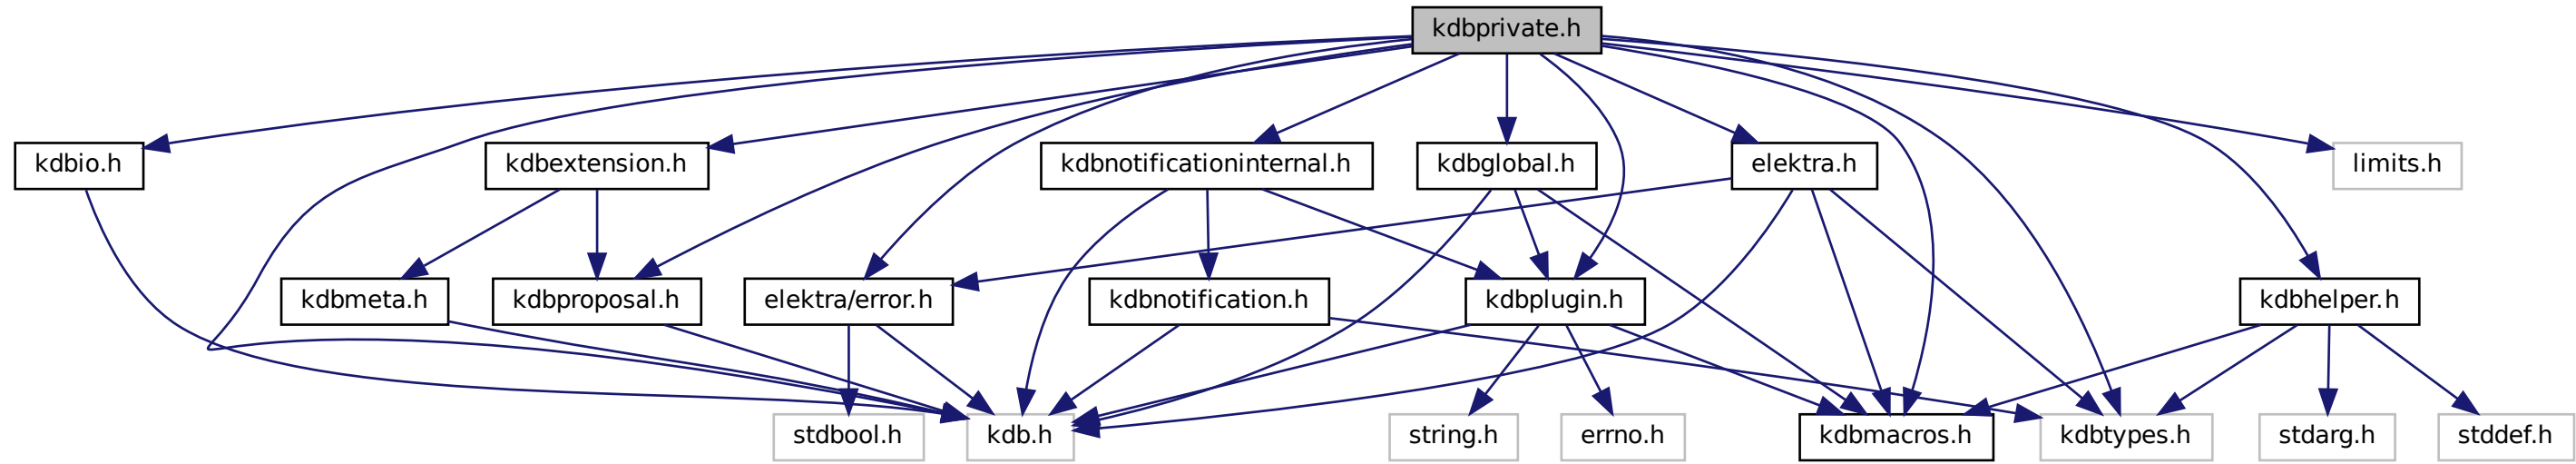 kdbprivate.h
kdbio.h
kdbextension.h
kdbnotificationinternal.h
kdbglobal.h
elektra.h
limits.h
kdbmeta.h
kdbproposal.h
elektra/error.h
kdbnotification.h
kdbplugin.h
kdbhelper.h
stdbool.h
kdb.h
string.h
errno.h
kdbmacros.h
kdbtypes.h
stdarg.h
stddef.h